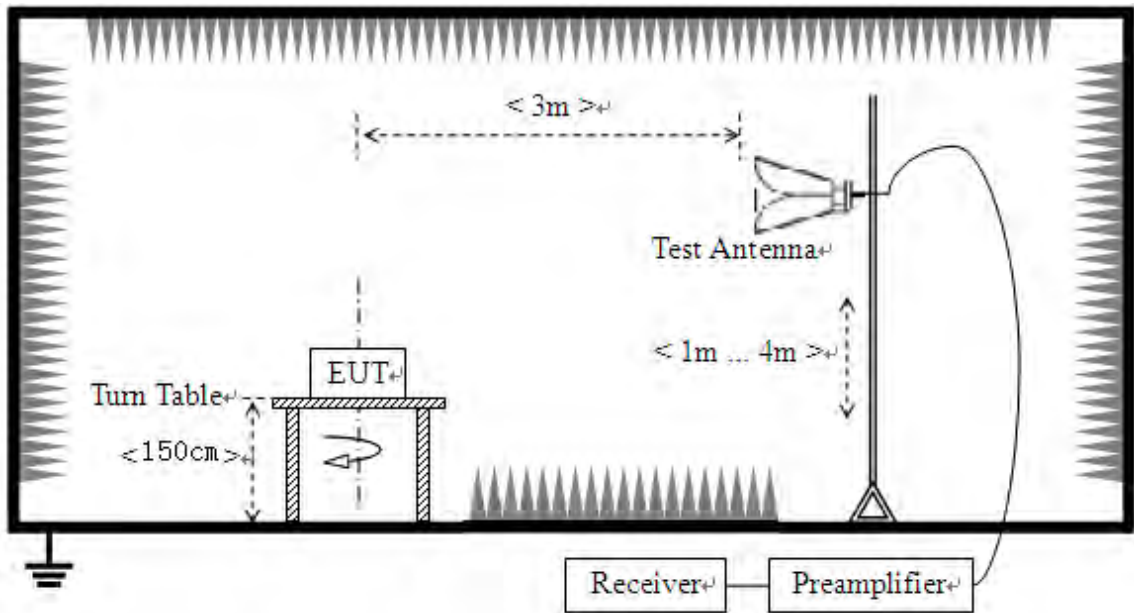 < 3m >
Test Antenna
< 1m ... 4m >
EUT
Turn Table
<150cm>
Receiver
Preamplifier